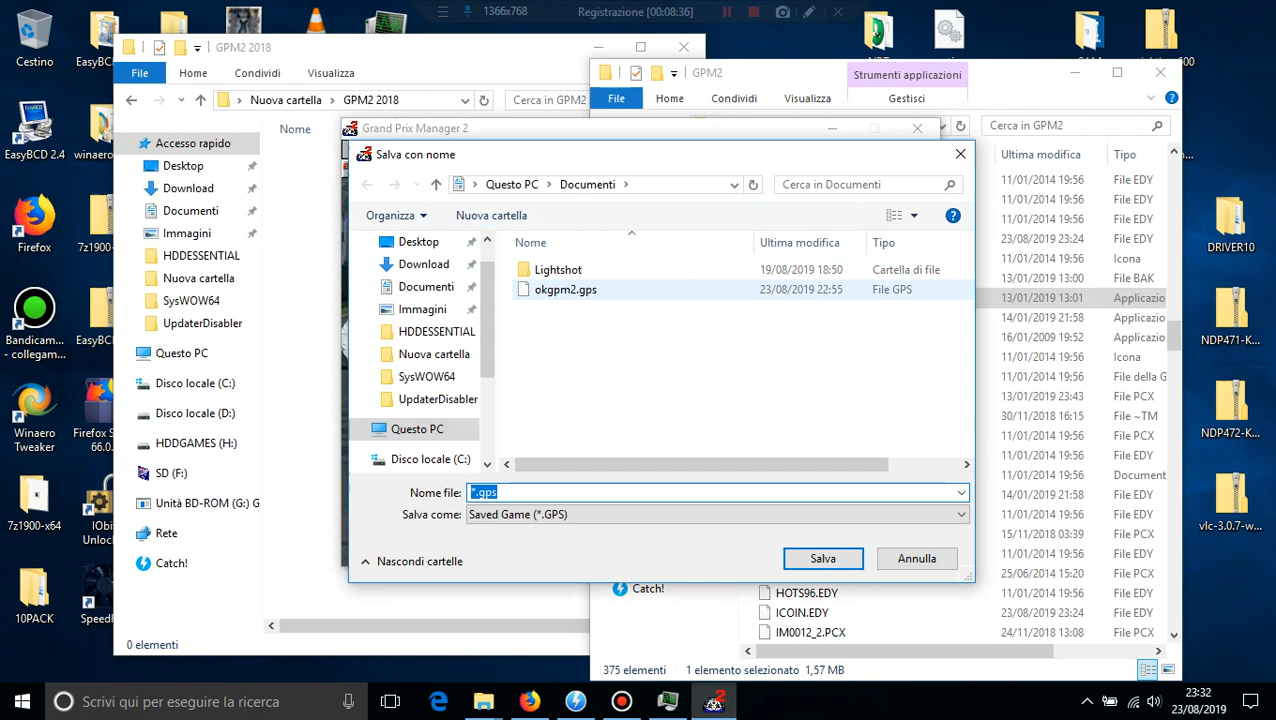 1366x768
Registrazione [00:08:36]
Cestino
EasyBC
EasyBCD 2.4
winaero
Firefox
7z1900
Bandicam...
- collegam...
EasyBC
Winaero
Tweaker
Firefox S
66.0.
7z1900-x64
IObit
Unlock
10PACK
SpeedF
DRIVER10
NDP471-K...
NDP472-K...
vlc-3.0.7-w...
GPM2 2018
File
Home
Condividi
Visualizza
Nuova cartella
GPM2 2018
Cerca in GPM2
Nome
Accesso rapido
Desktop
Download
Documenti
Immagini
HDDESSENTIAL
Nuova cartella
SysWOW64
UpdaterDisabler
Questo PC
Disco locale (C:)
Disco locale (D:)
HDDGAMES (H:)
SD (F:)
Unità BD-ROM (G:) G
Rete
Catch!
0 elementi
GPM2
Strumenti applicazioni
File
Home
Condividi
Visualizza
Gestisci
Cerca in GPM2
Ultima modifica
Tipo
11/01/2014 19:56
File EDY
11/01/2014 19:56
File EDY
11/01/2014 19:56
File EDY
23/08/2019 23:24
File EDY
11/01/2014 19:56
Icona
13/01/2019 13:00
File BAK
13/01/2019 13:01
Applicazio
14/01/2019 21:58
Applicazio
16/01/2009 19:52
Applicazio
11/01/2014 19:56
Icona
11/01/2014 19:56
File della G
13/01/2019 23:43
File PCX
30/11/2018 16:15
File ~TM
11/01/2014 19:56
File PCX
11/01/2014 19:56
File EDY
11/01/2014 19:56
Document
14/01/2019 21:58
File EDY
15/11/2018 03:39
File PCX
11/01/2014 19:56
File EDY
25/06/2014 15:20
File EDY
HOTS96.EDY
11/01/2014 19:56
File EDY
ICOIN.EDY
23/08/2019 23:24
File EDY
IM0012_2.PCX
24/11/2018 13:08
File PCX
Catch!
375 elementi
1 elemento selezionato 1,57 MB
Grand Prix Manager 2
Salva con nome
Questo PC
Documenti
Cerca in Documenti
Organizza
Nuova cartella
Desktop
Download
Documenti
Immagini
HDDESSENTIAL
Nuova cartella
SysWOW64
UpdaterDisabler
Questo PC
Disco locale (C:)
Nome
Ultima modifica
Tipo
Lightshot
19/08/2019 18:50
Cartella di file
okgpm2.gps
23/08/2019 22:55
File GPS
Nome file:
*.gps
Salva come:
Saved Game (*.GPS)
Nascondi cartelle
Salva
Annulla
Scrivi qui per eseguire la ricerca
23:32
23/08/2019